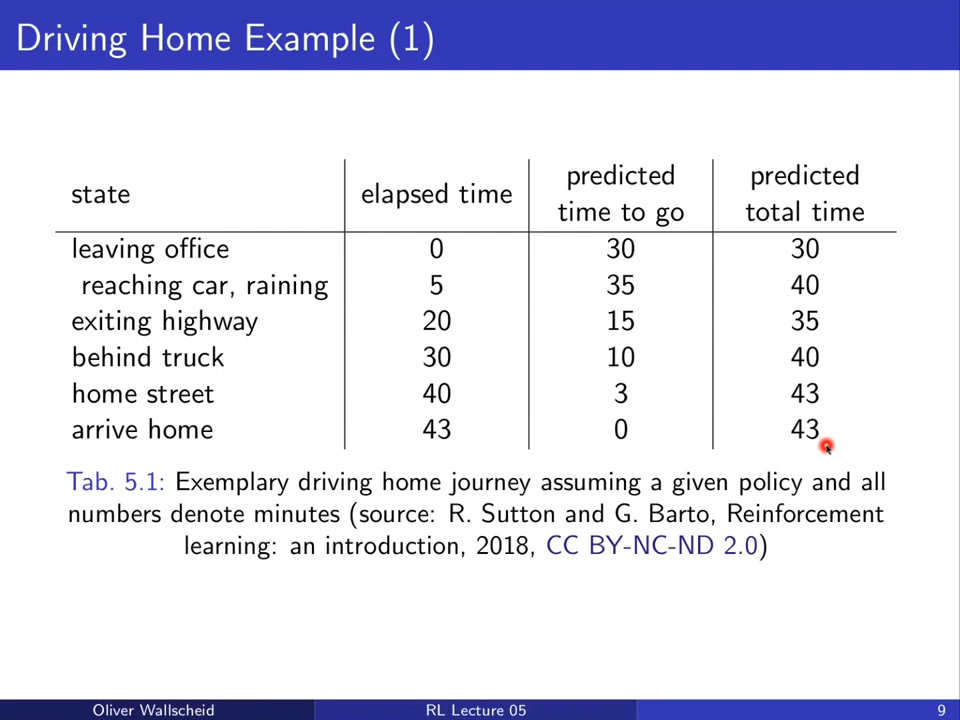 Driving Home Example (1)
state elapsed time predicted time to go predicted total time
leaving office 0 30 30
reaching car, raining 5 35 40
exiting highway 20 15 35
behind truck 30 10 40
home street 40 3 43
arrive home 43 0 43
Tab. 5.1: Exemplary driving home journey assuming a given policy and all
numbers denote minutes (source: R. Sutton and G. Barto, Reinforcement
learning: an introduction, 2018, CC BY-NC-ND 2.0)
Oliver Wallscheid RL Lecture 05 9